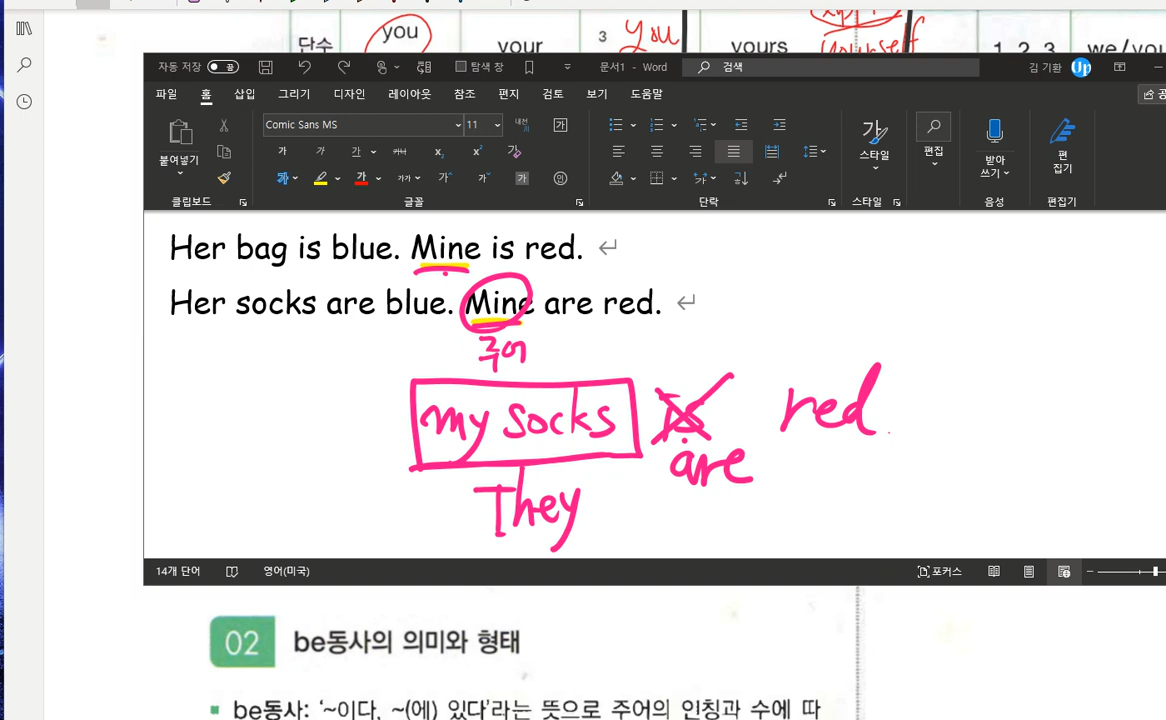 단수 you your 3 you yours yourself 1, 2, 3 we/you
자동 저장 끔 탐색 창 문서1 - Word 검색 김 기환 Up
파일 홈 삽입 그리기 디자인 레이아웃 참조 편지 검토 보기 도움말 공
붙여넣기 Comic Sans MS 11 내천 가 스타일 편집 받아쓰기 편집기
클립보드 글꼴 단락 스타일 음성 편집기
Her bag is blue. Mine is red.
Her socks are blue. Mine are red.
주어
my socks is red.
are
They
14개 단어 영어(미국) 포커스
02 be동사의 의미와 형태
be동사: '~이다, ~(에) 있다'라는 뜻으로 주어의 인칭과 수에 따